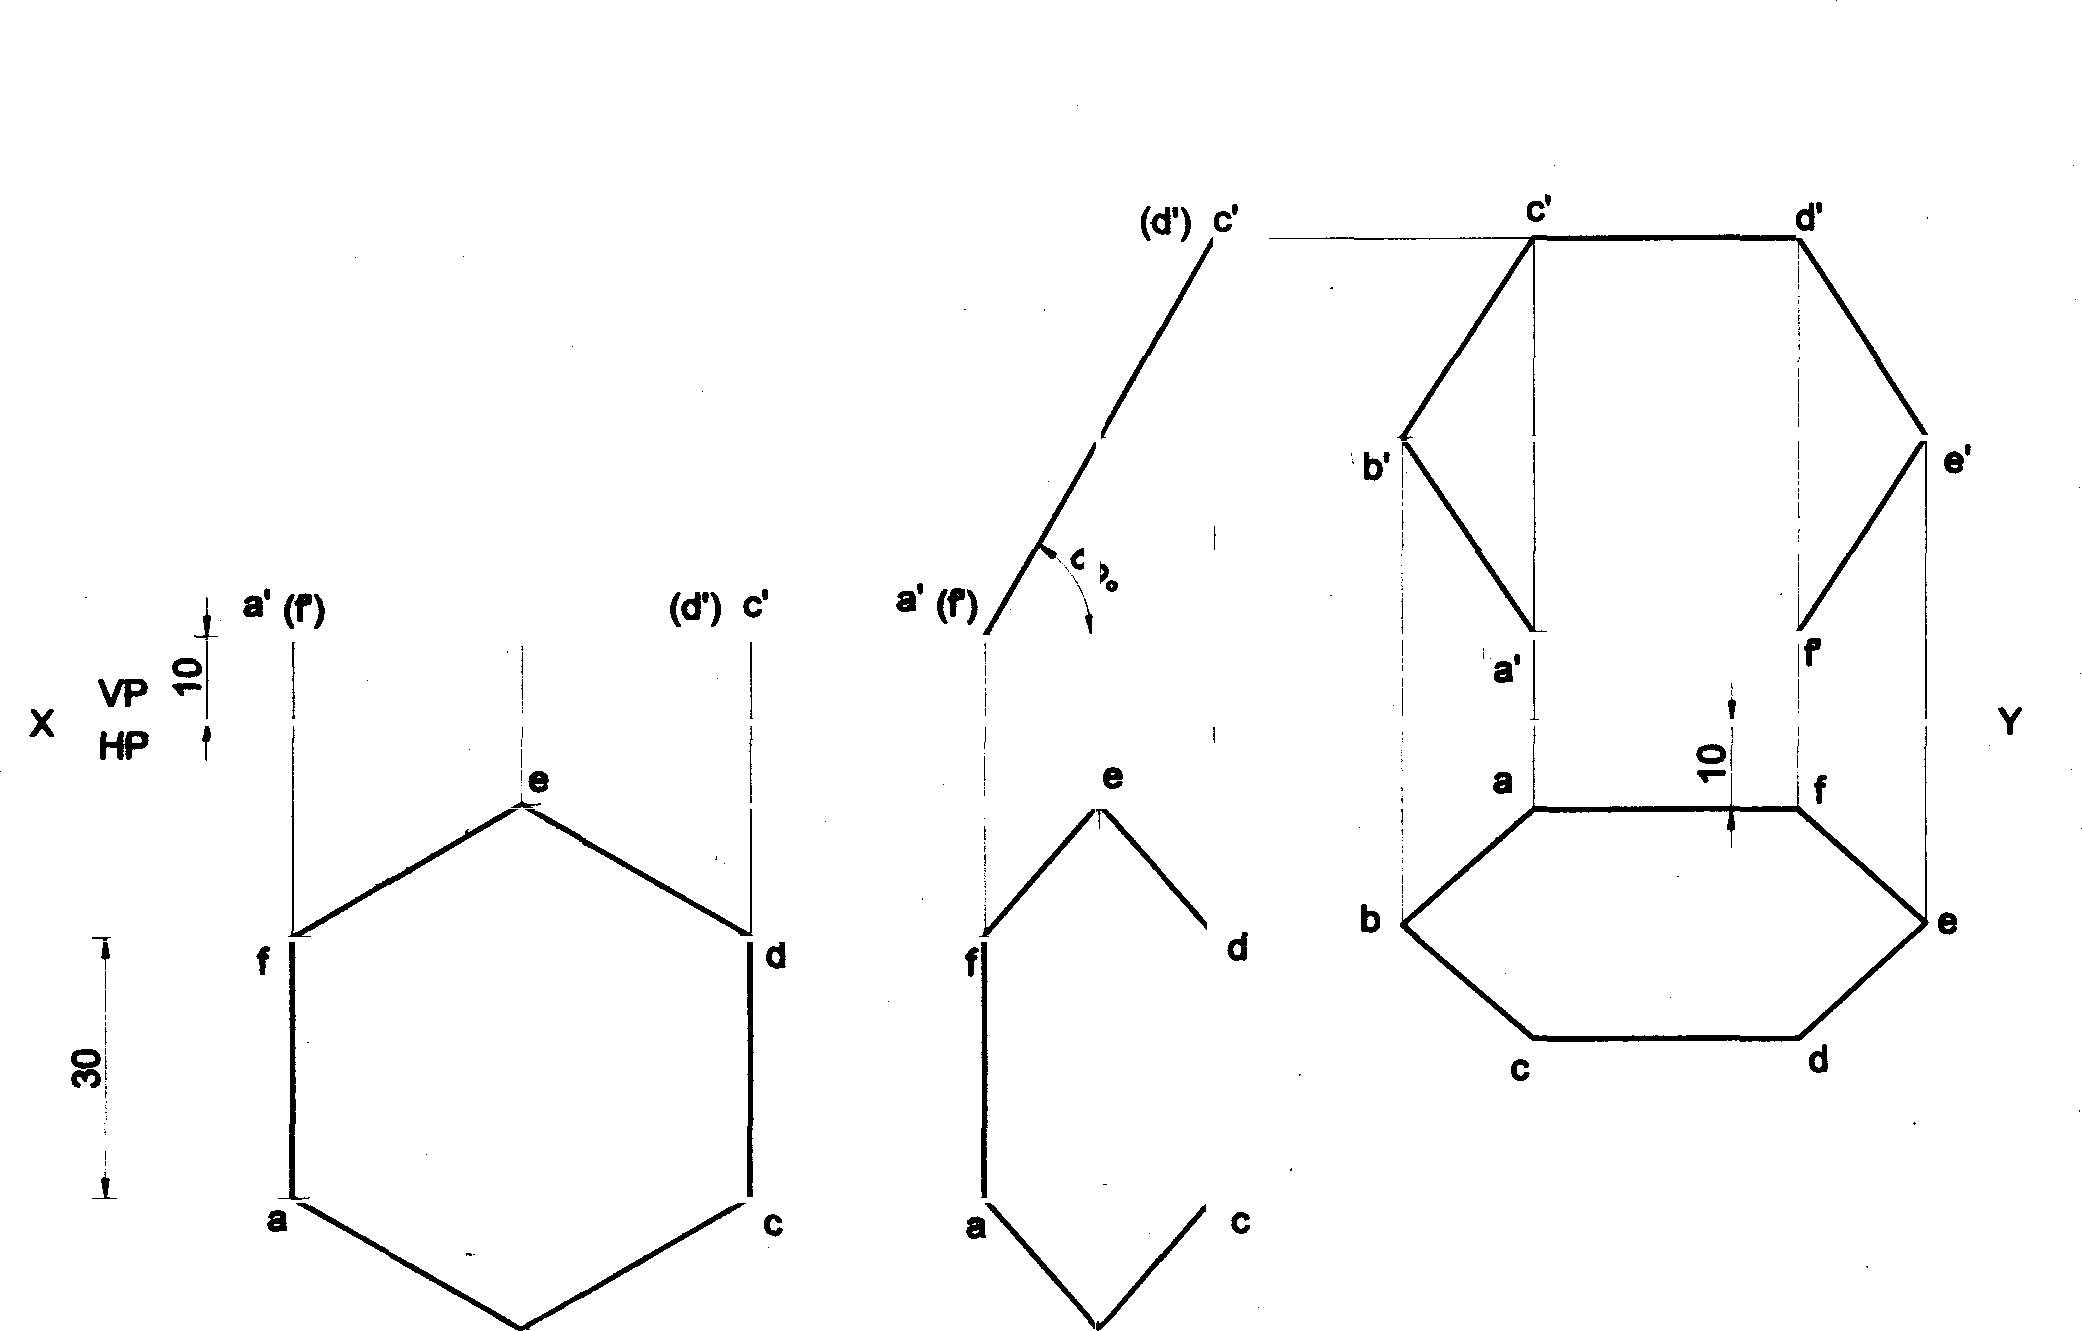 c' d'
(d') c'
b' e'
a' (f') (d') c' a' (f')
a' f'
10
VP
X HP Y
10
e e a f
b e
f d f d
c d
30
a c a c